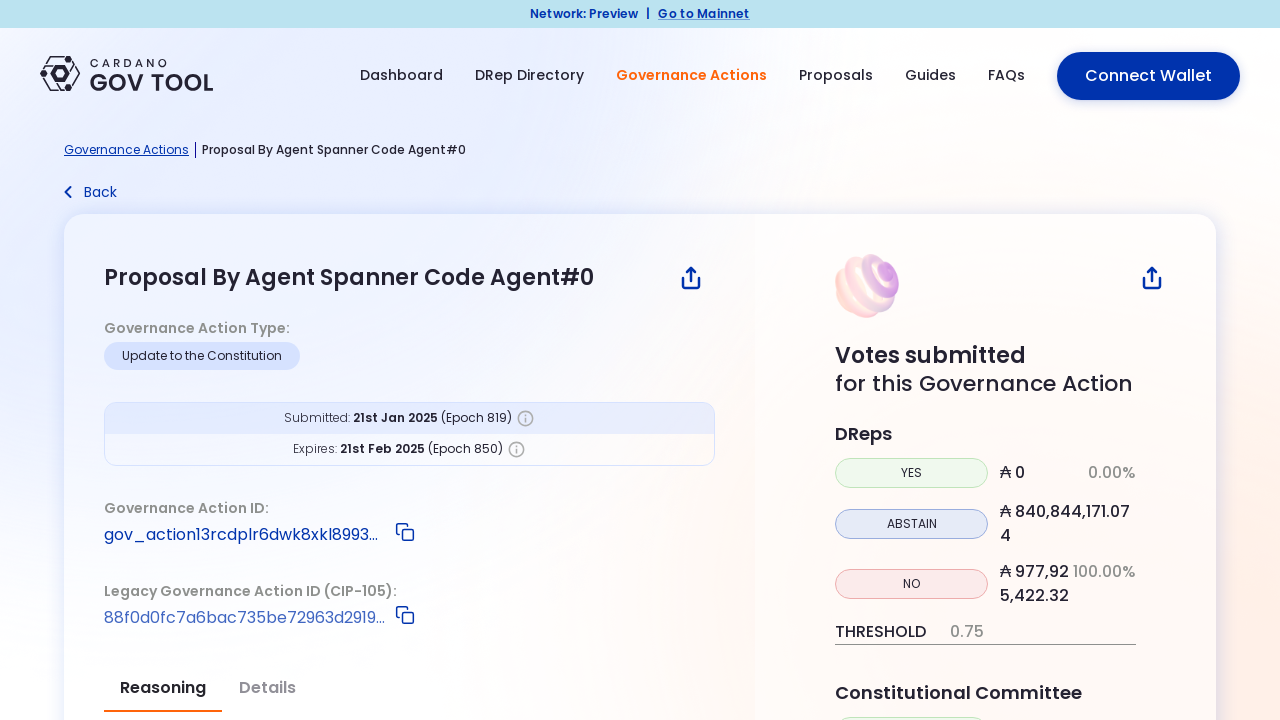 Network: Preview | Go to Mainnet
CARDANO
GOV TOOL
Dashboard
DRep Directory
Governance Actions
Proposals
Guides
FAQs
Connect Wallet
Governance Actions | Proposal By Agent Spanner Code Agent#0
Back
Proposal By Agent Spanner Code Agent#0
Governance Action Type:
Update to the Constitution
Submitted: 21st Jan 2025 (Epoch 819)
Expires: 21st Feb 2025 (Epoch 850)
Governance Action ID:
gov_action13rcdplr6dwk8xkl8993...
Legacy Governance Action ID (CIP-105):
88f0d0fc7a6bac735be72963d2919...
Reasoning
Details
Votes submitted
for this Governance Action
DReps
YES
₳ 0
0.00%
ABSTAIN
₳ 840,844,171.07
4
NO
₳ 977,92
5,422.32
100.00%
THRESHOLD
0.75
Constitutional Committee